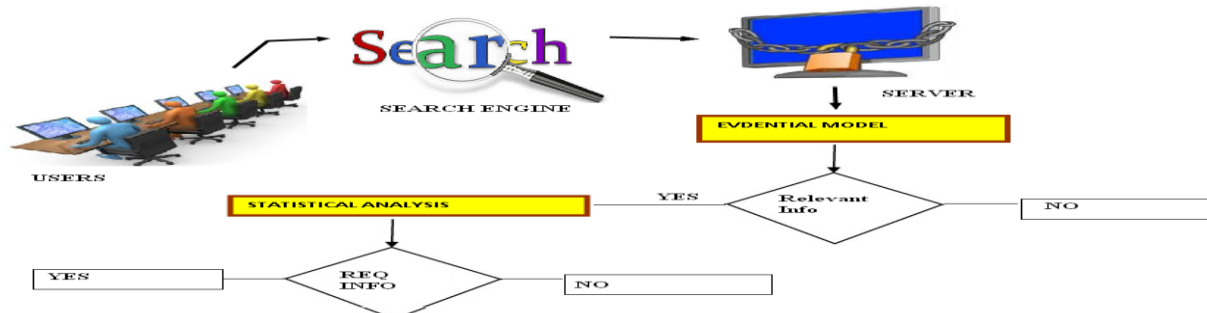 Search
SEARCH ENGINE
SERVER
USERS
EVDENTIAL MODEL
Relevant
Info
YES
NO
STATISTICAL ANALYSIS
REQ
INFO
YES
NO